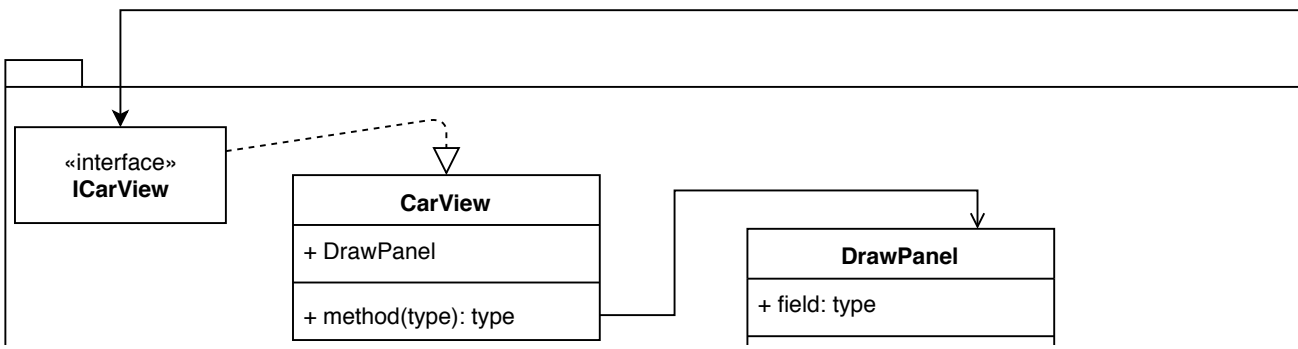 «interface»
ICarView
CarView
+ DrawPanel
+ method(type): type
DrawPanel
+ field: type